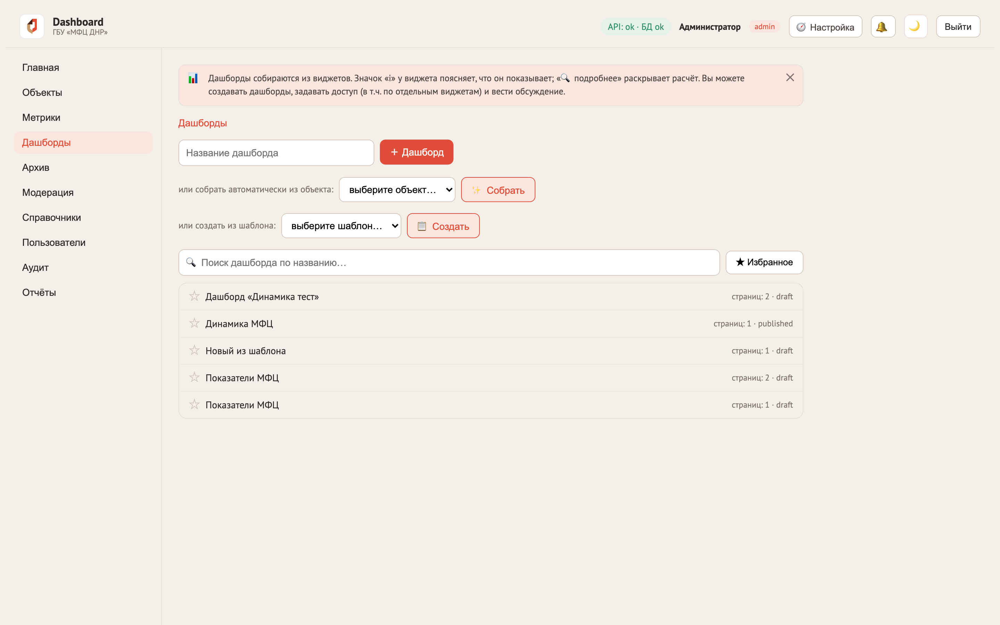 Dashboard
ГБУ «МФЦ ДНР»
API: ok · БД ok
Администратор
admin
Настройка
Выйти
Главная
Объекты
Метрики
Дашборды
Архив
Модерация
Справочники
Пользователи
Аудит
Отчёты
Дашборды собираются из виджетов. Значок «i» у виджета поясняет, что он показывает; «🔍 подробнее» раскрывает расчёт. Вы можете
создавать дашборды, задавать доступ (в т.ч. по отдельным виджетам) и вести обсуждение.
Дашборды
Название дашборда
+ Дашборд
или собрать автоматически из объекта:
выберите объект…
✨ Собрать
или создать из шаблона:
выберите шаблон…
📋 Создать
🔍 Поиск дашборда по названию…
★ Избранное
☆ Дашборд «Динамика тест» страниц: 2 · draft
☆ Динамика МФЦ страниц: 1 · published
☆ Новый из шаблона страниц: 1 · draft
☆ Показатели МФЦ страниц: 2 · draft
☆ Показатели МФЦ страниц: 1 · draft